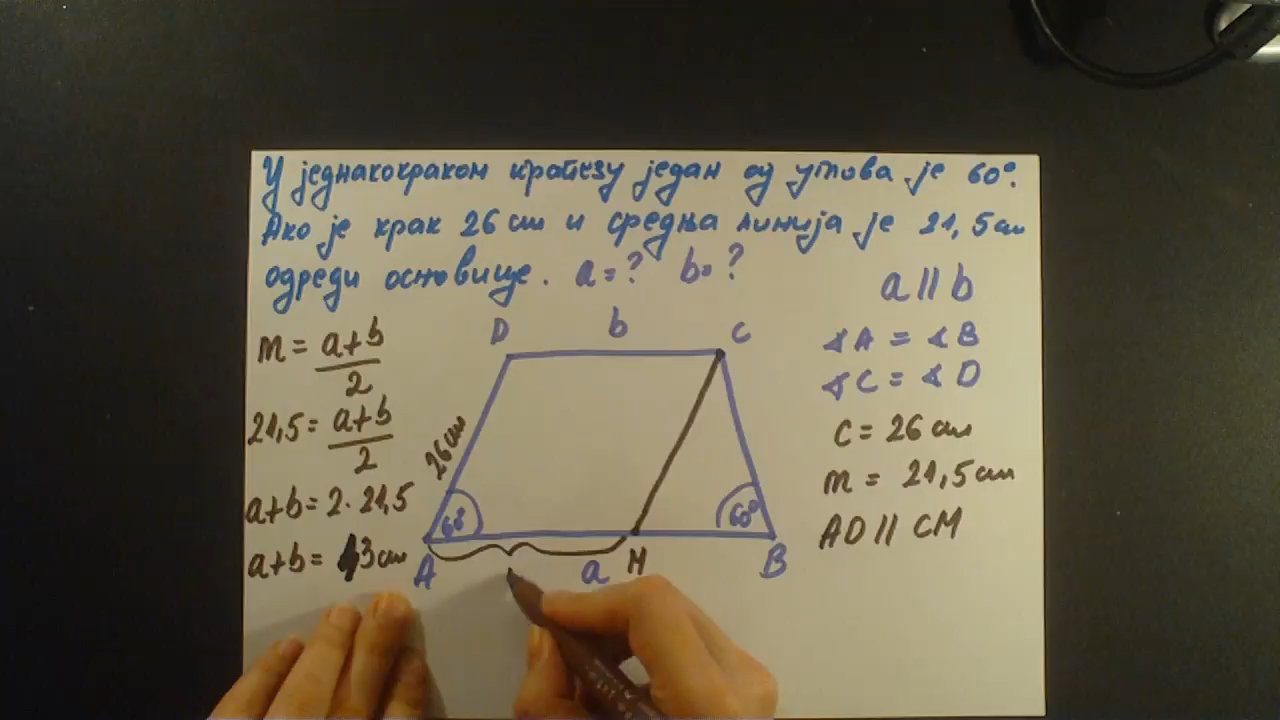 У једнакокраком трапезу један од углова је 60°.
Ако је крак 26 cm и средња линија је 21,5 cm
одреди основице. a = ? b = ?
m = a+b / 2
21,5 = a+b / 2
a+b = 2 · 21,5
a+b = 43 cm
D b C
26 cm
60° 60°
A a M B
a || b
∢A = ∢B
∢C = ∢D
c = 26 cm
m = 21,5 cm
AD || CM